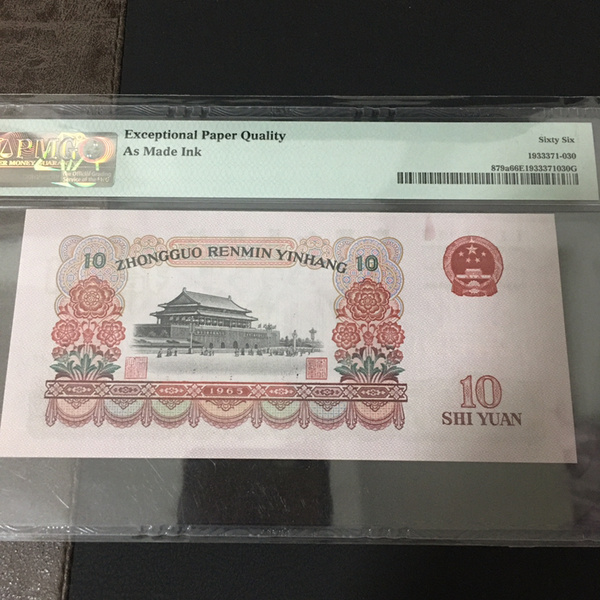 PMG
Exceptional Paper Quality
As Made Ink
Sixty Six
1933371-030
879a66E1933371030G
10 ZHONGGUO RENMIN YINHANG 10
1965
10
SHI YUAN